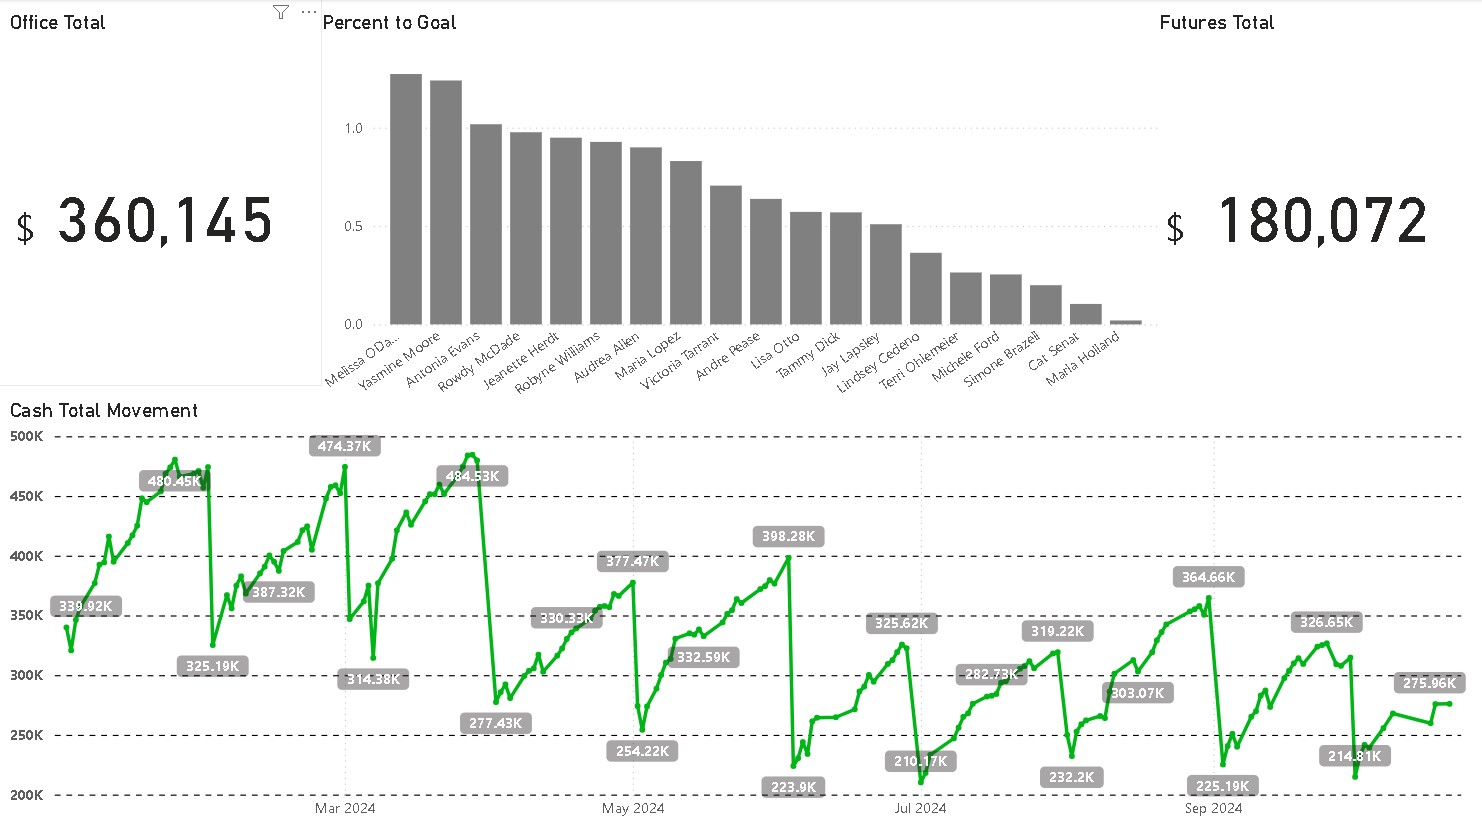 Office Total
Percent to Goal
Futures Total
$ 360,145
1.0
0.5
0.0
Melissa ODa...
Yasmine Moore
Antonia Evans
Rowdy McDade
Jeanette Herdt
Robyne Williams
Audrea Allen
Maria Lopez
Victoria Tarrant
Andre Pease
Lisa Otto
Tammy Dick
Jay Lapsley
Lindsey Cedeno
Terri Ohlemeier
Michele Ford
Simone Brazell
Cat Senat
Marla Holland
$ 180,072
Cash Total Movement
500K
450K
400K
350K
300K
250K
200K
339.92K
480.45K
325.19K
387.32K
474.37K
314.38K
484.53K
277.43K
330.33K
377.47K
254.22K
332.59K
398.28K
223.9K
325.62K
210.17K
282.73K
319.22K
232.2K
303.07K
364.66K
225.19K
326.65K
214.81K
275.96K
Mar 2024
May 2024
Jul 2024
Sep 2024